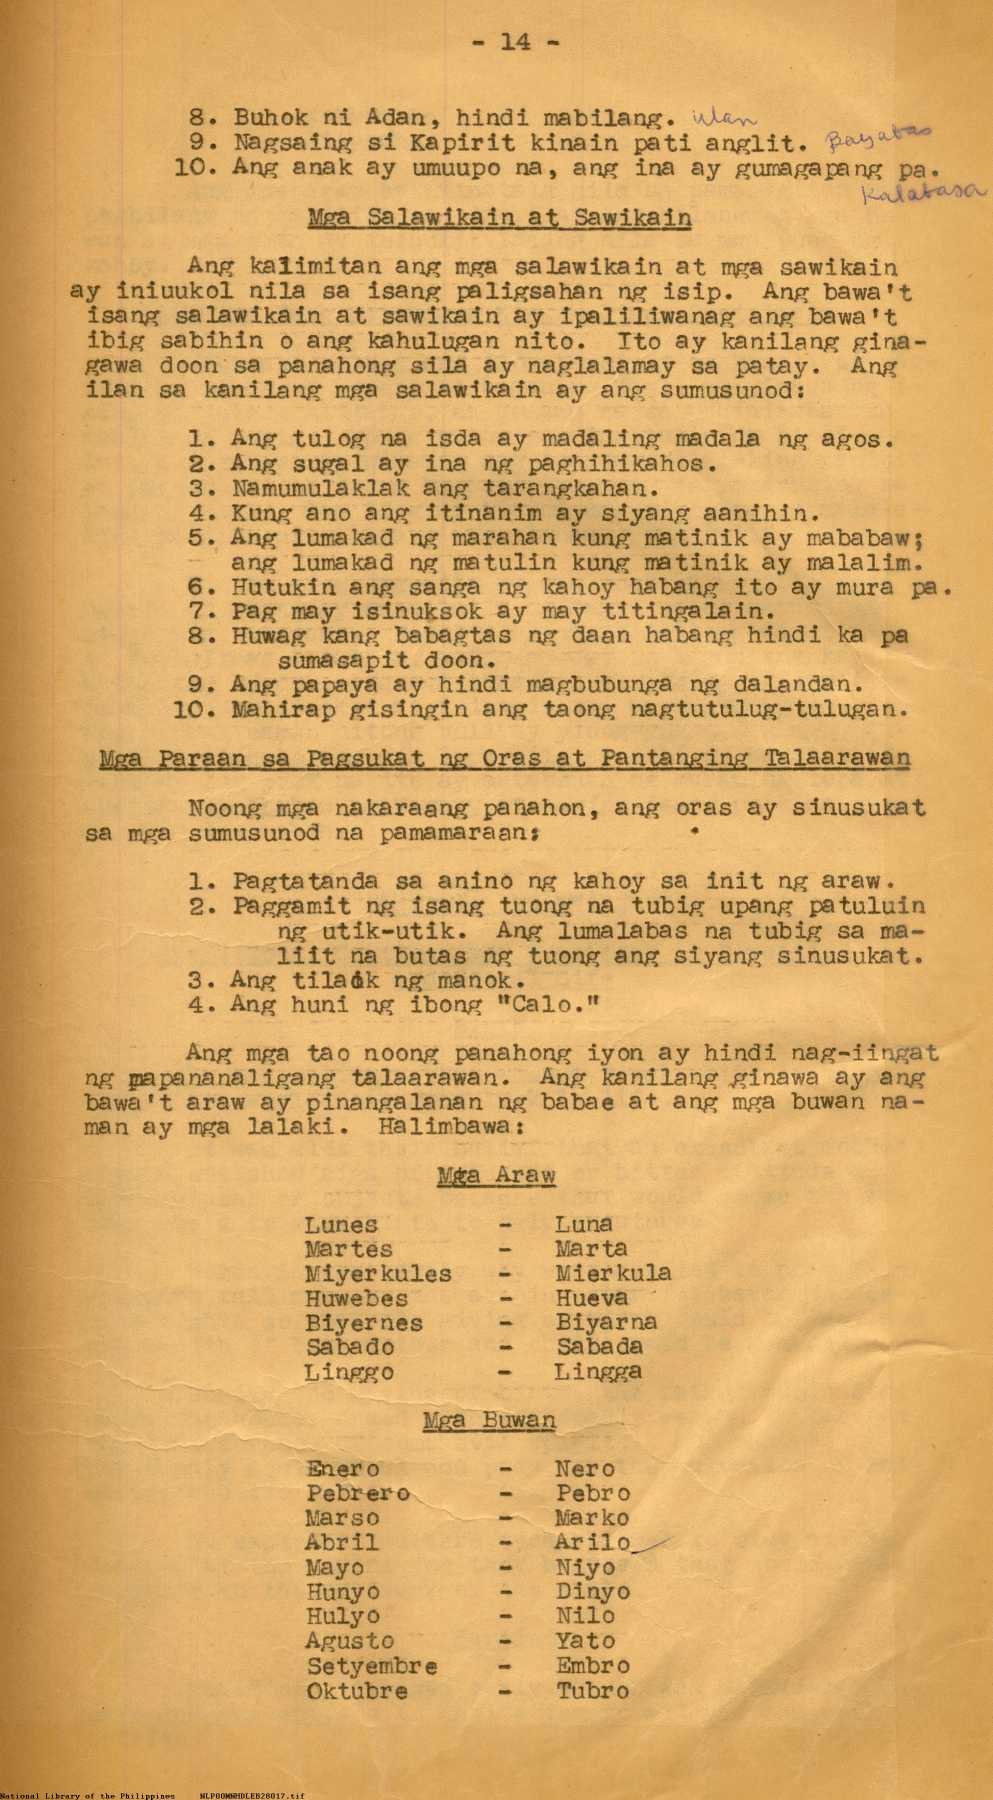 - 14 -
8. Buhok ni Adan, hindi mabilang. ulan
9. Nagsaing si Kapirit kinain pati anglit. Bayabas
10. Ang anak ay umuupo na, ang ina ay gumagapang pa.
Kalabasa
Mga Salawikain at Sawikain
Ang kalimitan ang mga salawikain at mga sawikain
ay iniuukol nila sa isang paligsahan ng isip. Ang bawa't
isang salawikain at sawikain ay ipaliliwanag ang bawa't
ibig sabihin o ang kahulugan nito. Ito ay kanilang gina-
gawa doon sa panahong sila ay naglalamay sa patay. Ang
ilan sa kanilang mga salawikain ay ang sumusunod:
1. Ang tulog na isda ay madaling madala ng agos.
2. Ang sugal ay ina ng paghihikahos.
3. Namumulaklak ang tarangkahan.
4. Kung ano ang itinanim ay siyang aanihin.
5. Ang lumakad ng marahan kung matinik ay mababaw;
ang lumakad ng matulin kung matinik ay malalim.
6. Hutukin ang sanga ng kahoy habang ito ay mura pa.
7. Pag may isinuksok ay may titingalain.
8. Huwag kang babagtas ng daan habang hindi ka pa
sumasapit doon.
9. Ang papaya ay hindi magbubunga ng dalandan.
10. Mahirap gisingin ang taong nagtutulug-tulugan.
Mga Paraan sa Pagsukat ng Oras at Pantanging Talaarawan
Noong mga nakaraang panahon, ang oras ay sinusukat
sa mga sumusunod na pamamaraan:
1. Pagtatanda sa anino ng kahoy sa init ng araw.
2. Paggamit ng isang tuong na tubig upang patuluin
ng utik-utik. Ang lumalabas na tubig sa ma-
liit na butas ng tuong ang siyang sinusukat.
3. Ang tilaok ng manok.
4. Ang huni ng ibong "Calo."
Ang mga tao noong panahong iyon ay hindi nag-iingat
ng mapananaligang talaarawan. Ang kanilang ginawa ay ang
bawa't araw ay pinangalanan ng babae at ang mga buwan na-
man ay mga lalaki. Halimbawa:
Mga Araw
Lunes - Luna
Martes - Marta
Miyerkules - Mierkula
Huwebes - Hueva
Biyernes - Biyarna
Sabado - Sabada
Linggo - Lingga
Mga Buwan
Enero - Nero
Pebrero - Pebro
Marso - Marko
Abril - Arilo
Mayo - Niyo
Hunyo - Dinyo
Hulyo - Nilo
Agusto - Yato
Setyembre - Embro
Oktubre - Tubro
National Library of the Philippines